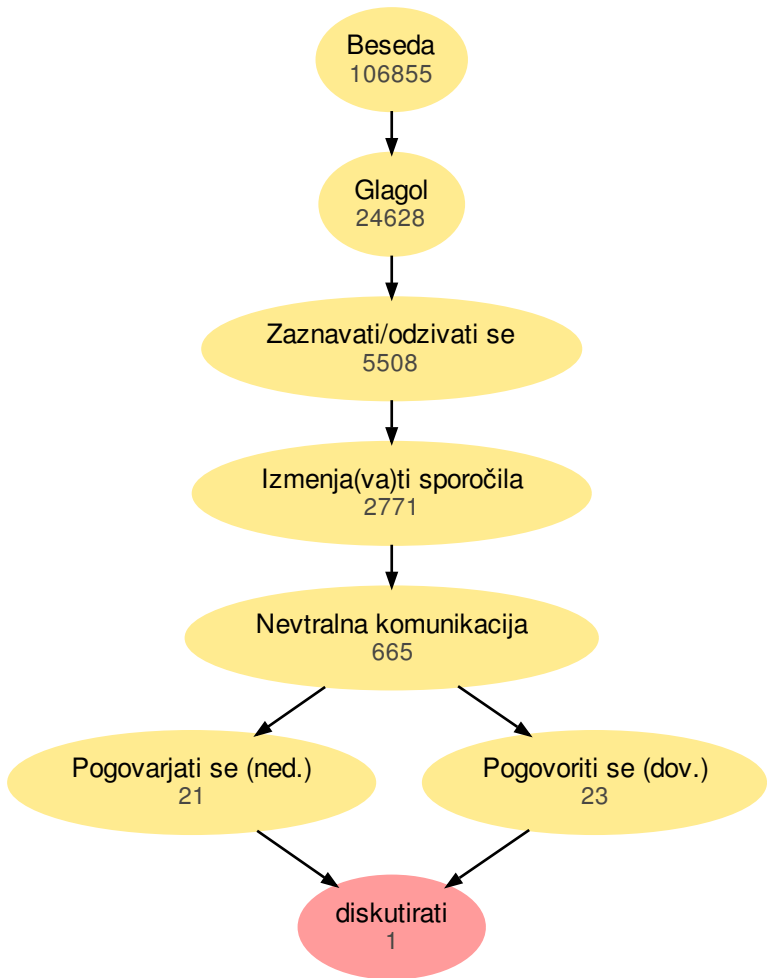 Beseda
106855
Glagol
24628
Zaznavati/odzivati se
5508
Izmenja(va)ti sporočila
2771
Nevtralna komunikacija
665
Pogovarjati se (ned.)
21
Pogovoriti se (dov.)
23
diskutirati
1